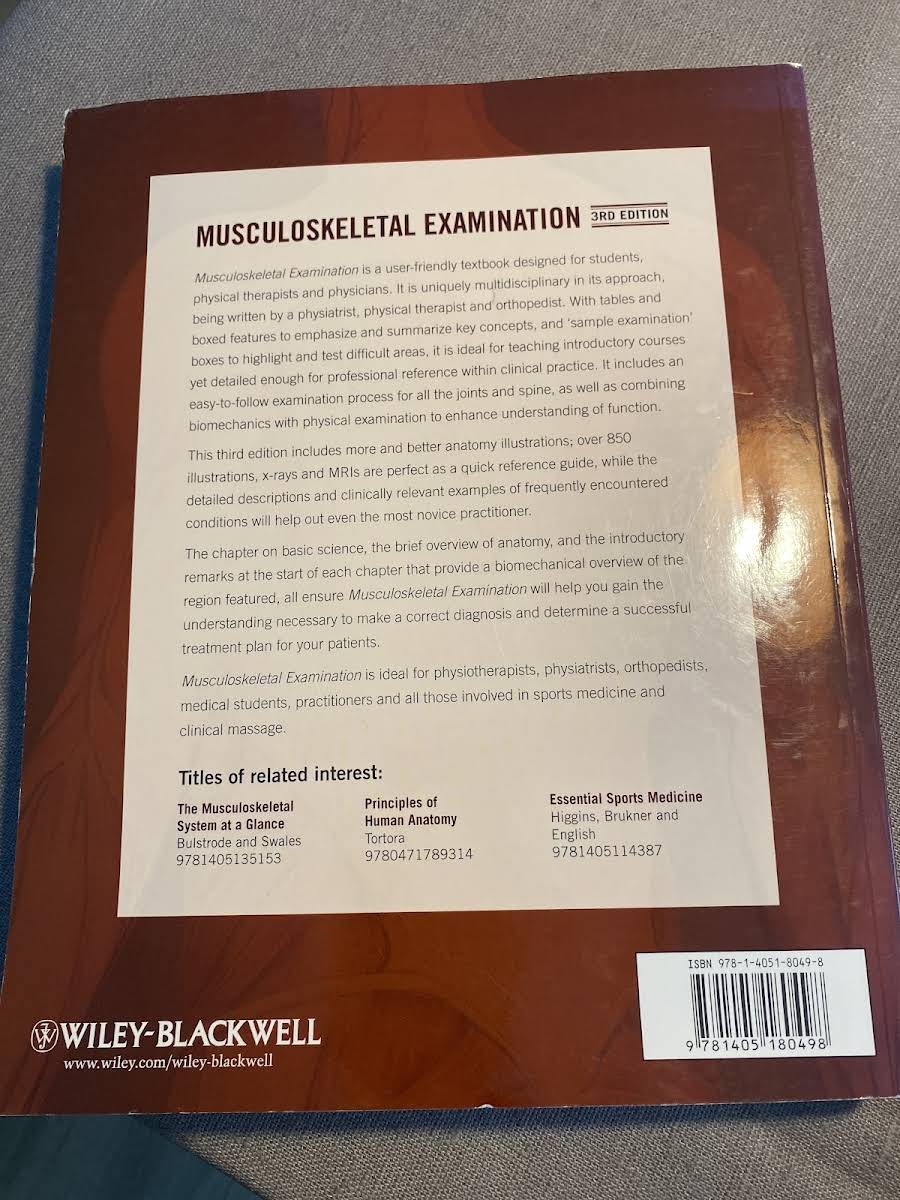 MUSCULOSKELETAL EXAMINATION 3RD EDITION
Musculoskeletal Examination is a user-friendly textbook designed for students,
physical therapists and physicians. It is uniquely multidisciplinary in its approach,
being written by a physiatrist, physical therapist and orthopedist. With tables and
boxed features to emphasize and summarize key concepts, and ‘sample examination’
boxes to highlight and test difficult areas, it is ideal for teaching introductory courses
yet detailed enough for professional reference within clinical practice. It includes an
easy-to-follow examination process for all the joints and spine, as well as combining
biomechanics with physical examination to enhance understanding of function.
This third edition includes more and better anatomy illustrations; over 850
illustrations, x-rays and MRIs are perfect as a quick reference guide, while the
detailed descriptions and clinically relevant examples of frequently encountered
conditions will help out even the most novice practitioner.
The chapter on basic science, the brief overview of anatomy, and the introductory
remarks at the start of each chapter that provide a biomechanical overview of the
region featured, all ensure Musculoskeletal Examination will help you gain the
understanding necessary to make a correct diagnosis and determine a successful
treatment plan for your patients.
Musculoskeletal Examination is ideal for physiotherapists, physiatrists, orthopedists,
medical students, practitioners and all those involved in sports medicine and
clinical massage.
Titles of related interest:
The Musculoskeletal
System at a Glance
Bulstrode and Swales
9781405135153
Principles of
Human Anatomy
Tortora
9780471789314
Essential Sports Medicine
Higgins, Brukner and
English
9781405114387
ISBN 978-1-4051-8049-8
9 781405 180498
WILEY-BLACKWELL
www.wiley.com/wiley-blackwell